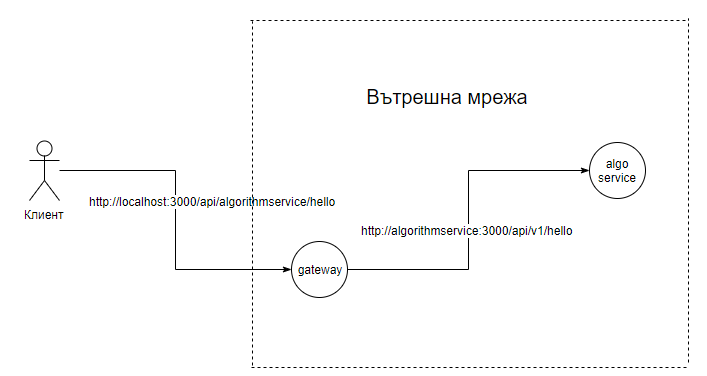 Вътрешна мрежа
algo
service
http://localhost:3000/api/algorithmservice/hello
Клиент
http://algorithmservice:3000/api/v1/hello
gateway